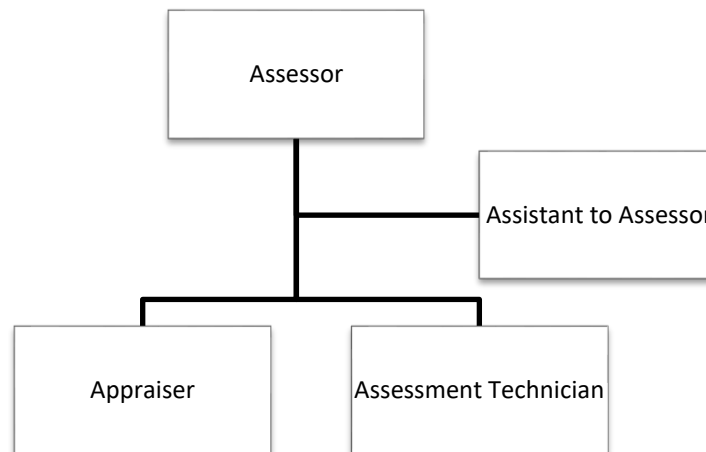 Assessor
Assistant to Assessor
Appraiser
Assessment Technician